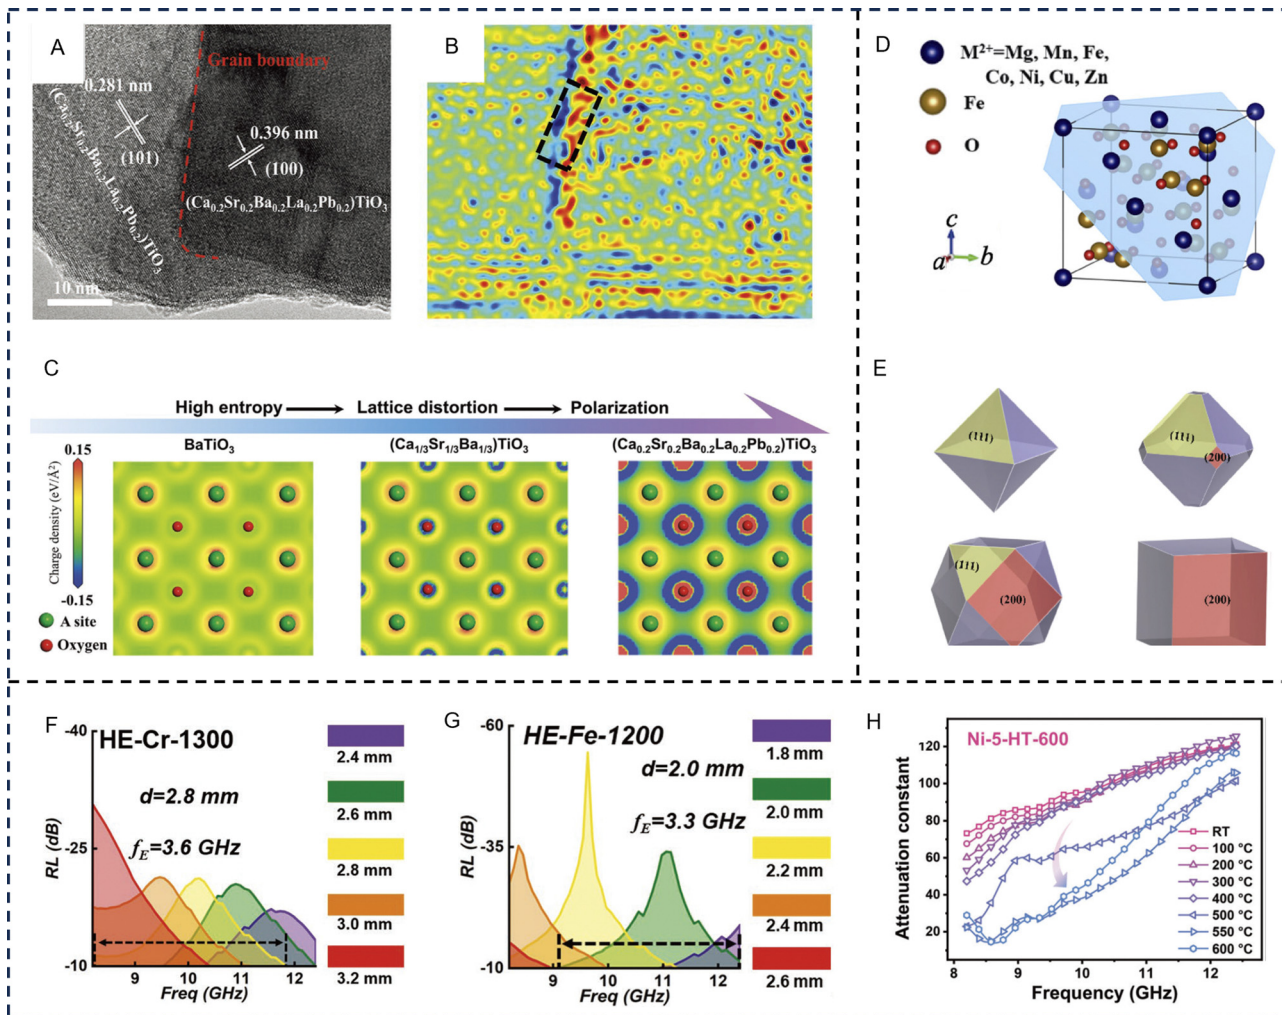 A
Grain boundary
0.281 nm
(101)
0.396 nm
(100)
(Ca0.2Sr0.2Ba0.2La0.2Pb0.2)TiO3
(Ca0.2Sr0.2Ba0.2La0.2Pb0.2)TiO3
10 nm
B
C
High entropy
Lattice distortion
Polarization
BaTiO3
(Ca1/3Sr1/3Ba1/3)TiO3
(Ca0.2Sr0.2Ba0.2La0.2Pb0.2)TiO3
0.15
Charge density (eV/Å²)
-0.15
A site
Oxygen
D
M²⁺=Mg, Mn, Fe,
Co, Ni, Cu, Zn
Fe
O
c
a
b
E
(111)
(111)
(200)
(111)
(200)
(200)
F
HE-Cr-1300
d=2.8 mm
fE=3.6 GHz
RL (dB)
-40
-25
-10
9
10
11
12
Freq (GHz)
2.4 mm
2.6 mm
2.8 mm
3.0 mm
3.2 mm
G
HE-Fe-1200
d=2.0 mm
fE=3.3 GHz
RL (dB)
-60
-35
-10
9
10
11
12
Freq (GHz)
1.8 mm
2.0 mm
2.2 mm
2.4 mm
2.6 mm
H
Ni-5-HT-600
Attenuation constant
120
100
80
60
40
20
8
9
10
11
12
Frequency (GHz)
RT
100 °C
200 °C
300 °C
400 °C
500 °C
550 °C
600 °C